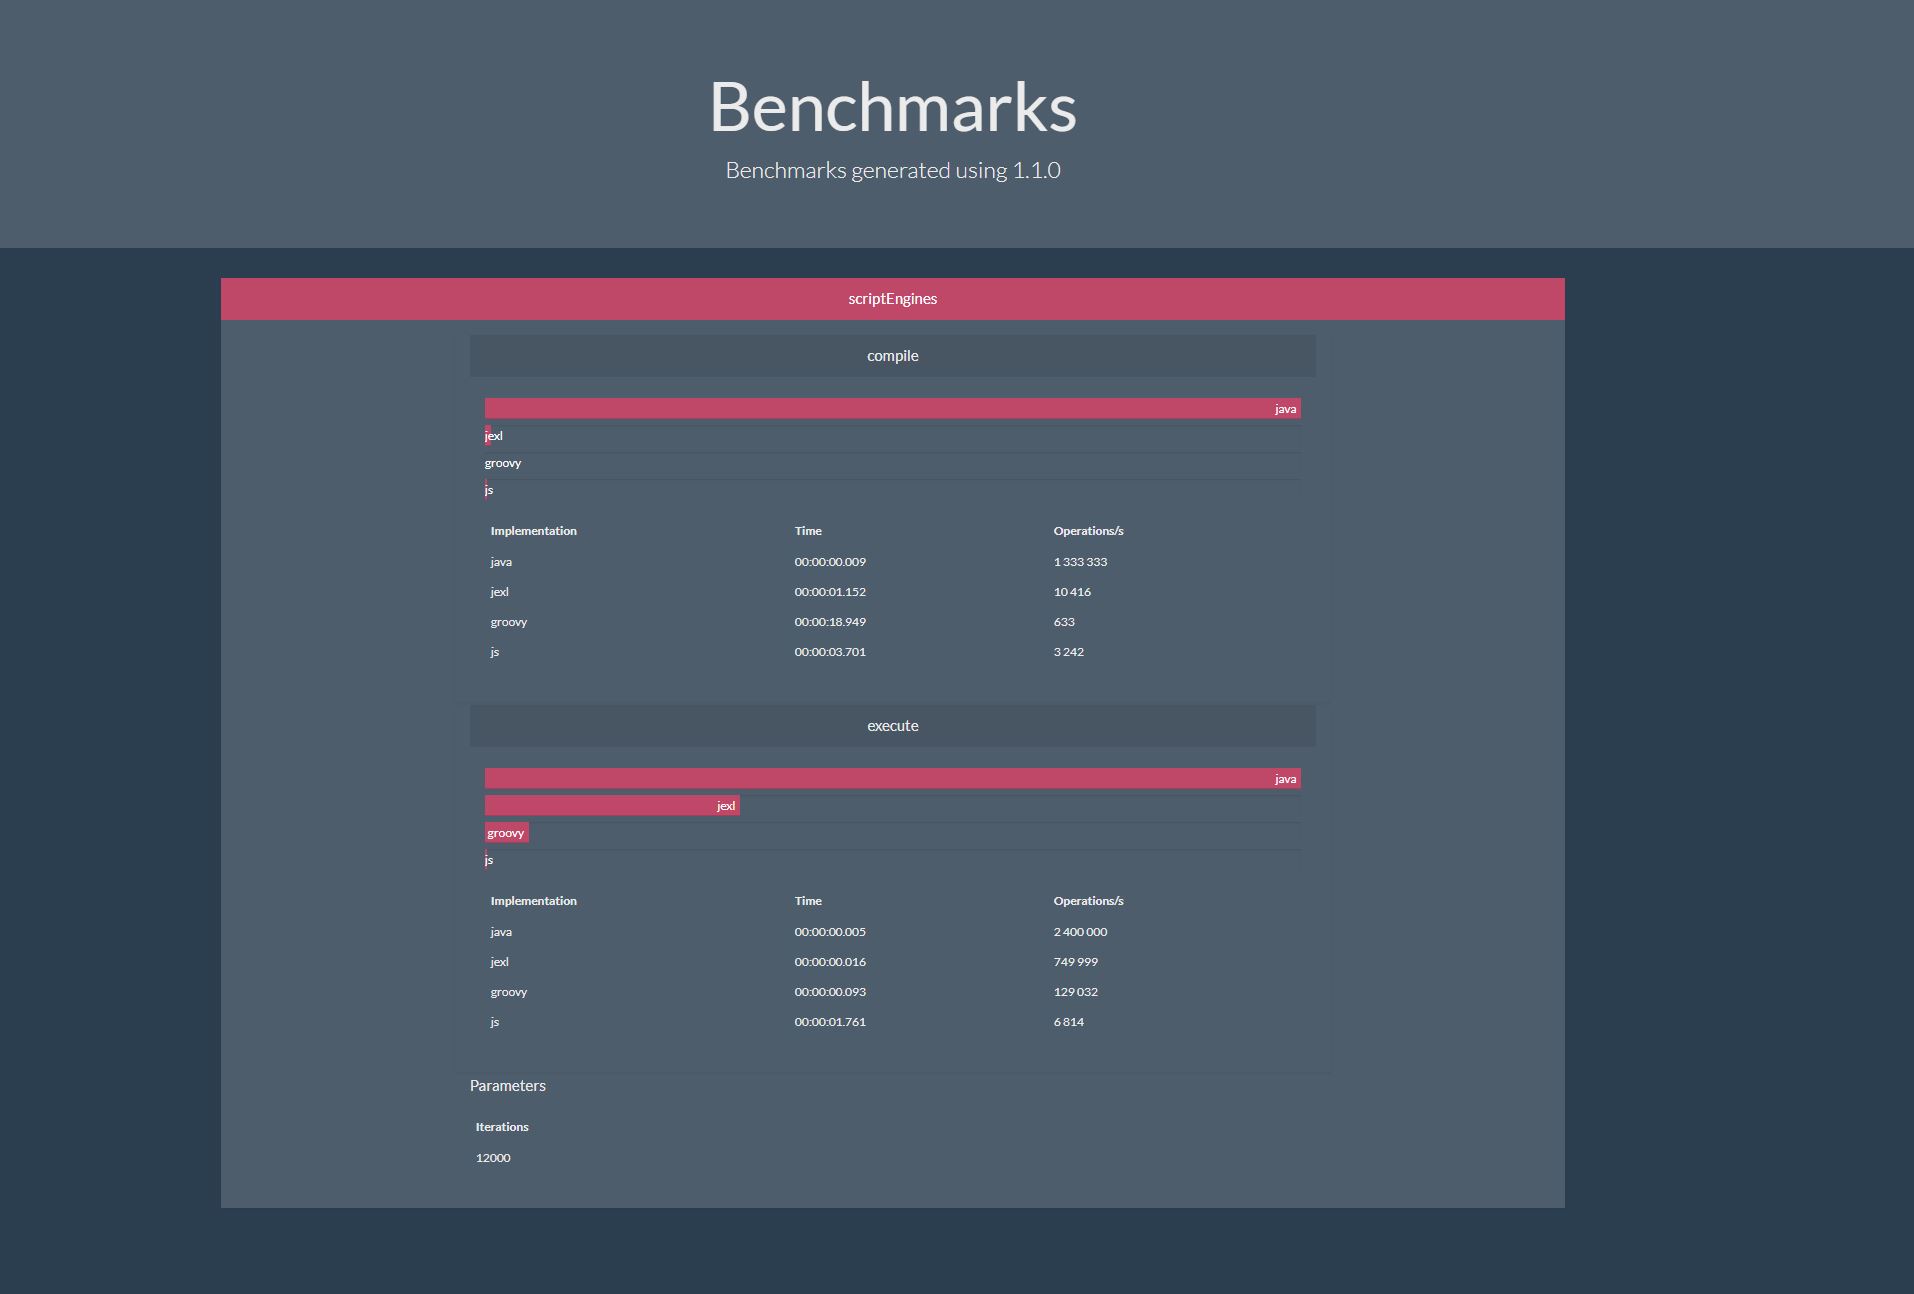 Benchmarks
Benchmarks generated using 1.1.0
scriptEngines
compile
java
jexl
groovy
js
Implementation Time Operations/s
java 00:00:00.009 1 333 333
jexl 00:00:01.152 10 416
groovy 00:00:18.949 633
js 00:00:03.701 3 242
execute
java
jexl
groovy
js
Implementation Time Operations/s
java 00:00:00.005 2 400 000
jexl 00:00:00.016 749 999
groovy 00:00:00.093 129 032
js 00:00:01.761 6 814
Parameters
Iterations
12000